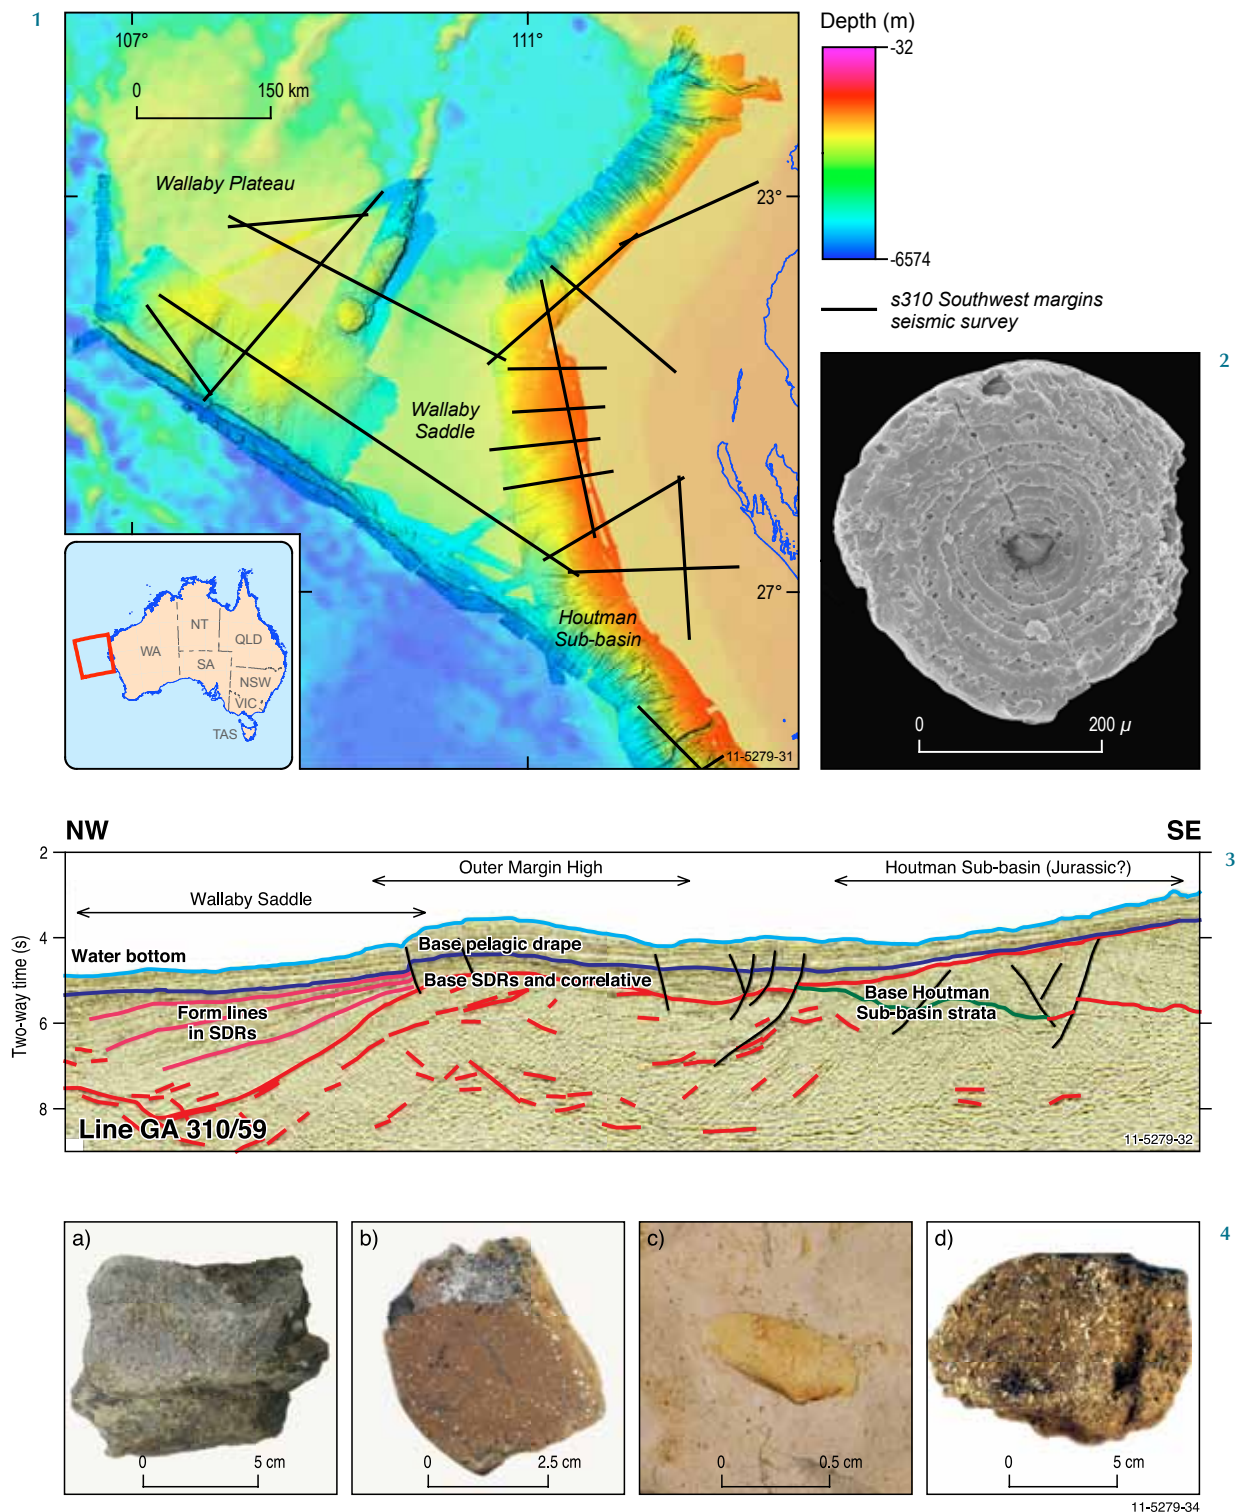 1
107°
111°
0 150 km
Wallaby Plateau
23°
Wallaby
Saddle
27°
Houtman
Sub-basin
11-5279-31
NT
WA
QLD
SA
NSW
VIC
TAS
Depth (m)
-32
-6574
s310 Southwest margins
seismic survey
2
0 200 µ
NW SE
3
2
Outer Margin High
Houtman Sub-basin (Jurassic?)
Wallaby Saddle
4
Water bottom
Base pelagic drape
Base SDRs and correlative
Base Houtman
Sub-basin strata
Form lines
in SDRs
6
8
Two-way time (s)
Line GA 310/59
11-5279-32
4
a)
0 5 cm
b)
0 2.5 cm
c)
0 0.5 cm
d)
0 5 cm
11-5279-34